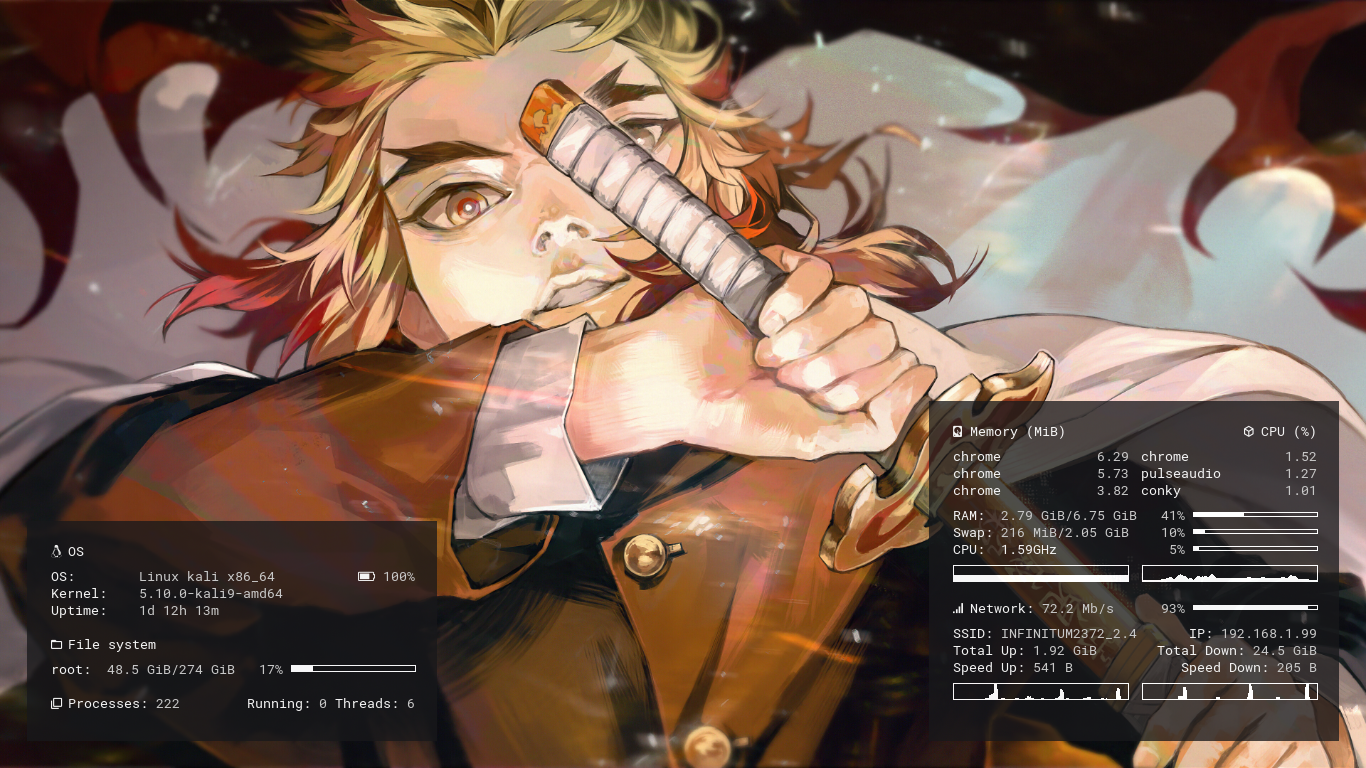 OS
OS: Linux kali x86_64 100%
Kernel: 5.10.0-kali9-amd64
Uptime: 1d 12h 13m
File system
root: 48.5 GiB/274 GiB 17%
Processes: 222 Running: 0 Threads: 6
Memory (MiB) CPU (%)
chrome 6.29 chrome 1.52
chrome 5.73 pulseaudio 1.27
chrome 3.82 conky 1.01
RAM: 2.79 GiB/6.75 GiB 41%
Swap: 216 MiB/2.05 GiB 10%
CPU: 1.59GHz 5%
Network: 72.2 Mb/s 93%
SSID: INFINITUM2372_2.4 IP: 192.168.1.99
Total Up: 1.92 GiB Total Down: 24.5 GiB
Speed Up: 541 B Speed Down: 205 B